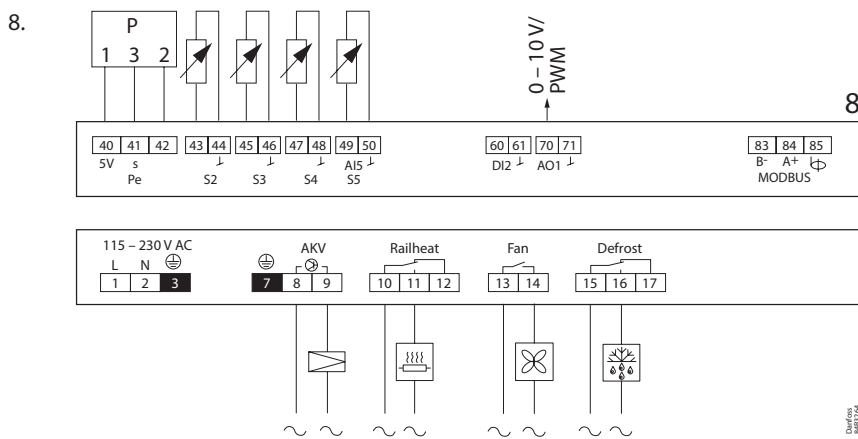 8.
P
1 3 2
0 – 10 V/
PWM
8
40 41 42 43 44 45 46 47 48 49 50 60 61 70 71 83 84 85
5V s AI5 DI2 AO1 B- A+
Pe S2 S3 S4 S5 MODBUS
115 – 230 V AC AKV Railheat Fan Defrost
L N
1 2 3 7 8 9 10 11 12 13 14 15 16 17
Danfoss
84B3264